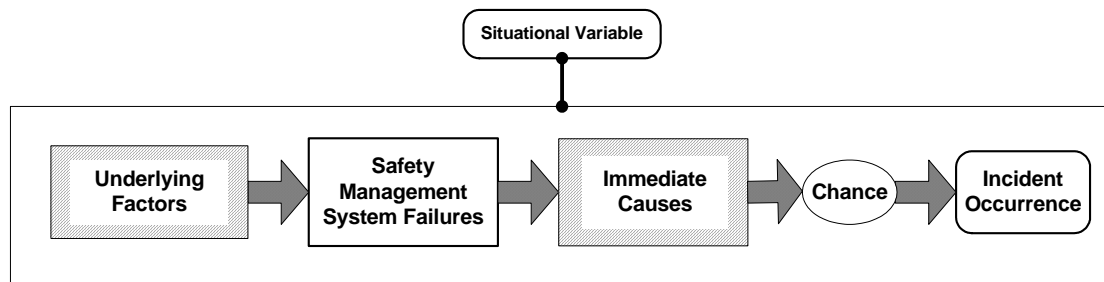 Situational Variable
Underlying
Factors
Safety
Management
System Failures
Immediate
Causes
Chance
Incident
Occurrence